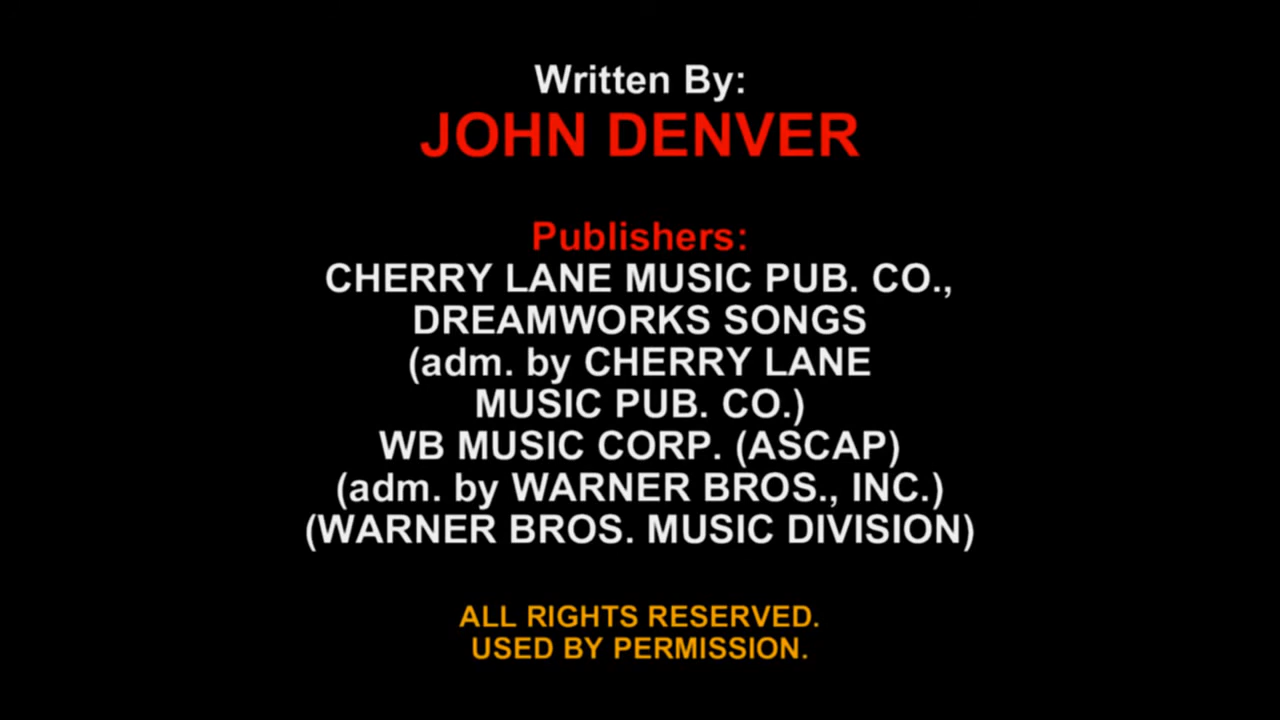 Written By:
JOHN DENVER
Publishers:
CHERRY LANE MUSIC PUB. CO.,
DREAMWORKS SONGS
(adm. by CHERRY LANE
MUSIC PUB. CO.)
WB MUSIC CORP. (ASCAP)
(adm. by WARNER BROS., INC.)
(WARNER BROS. MUSIC DIVISION)
ALL RIGHTS RESERVED.
USED BY PERMISSION.